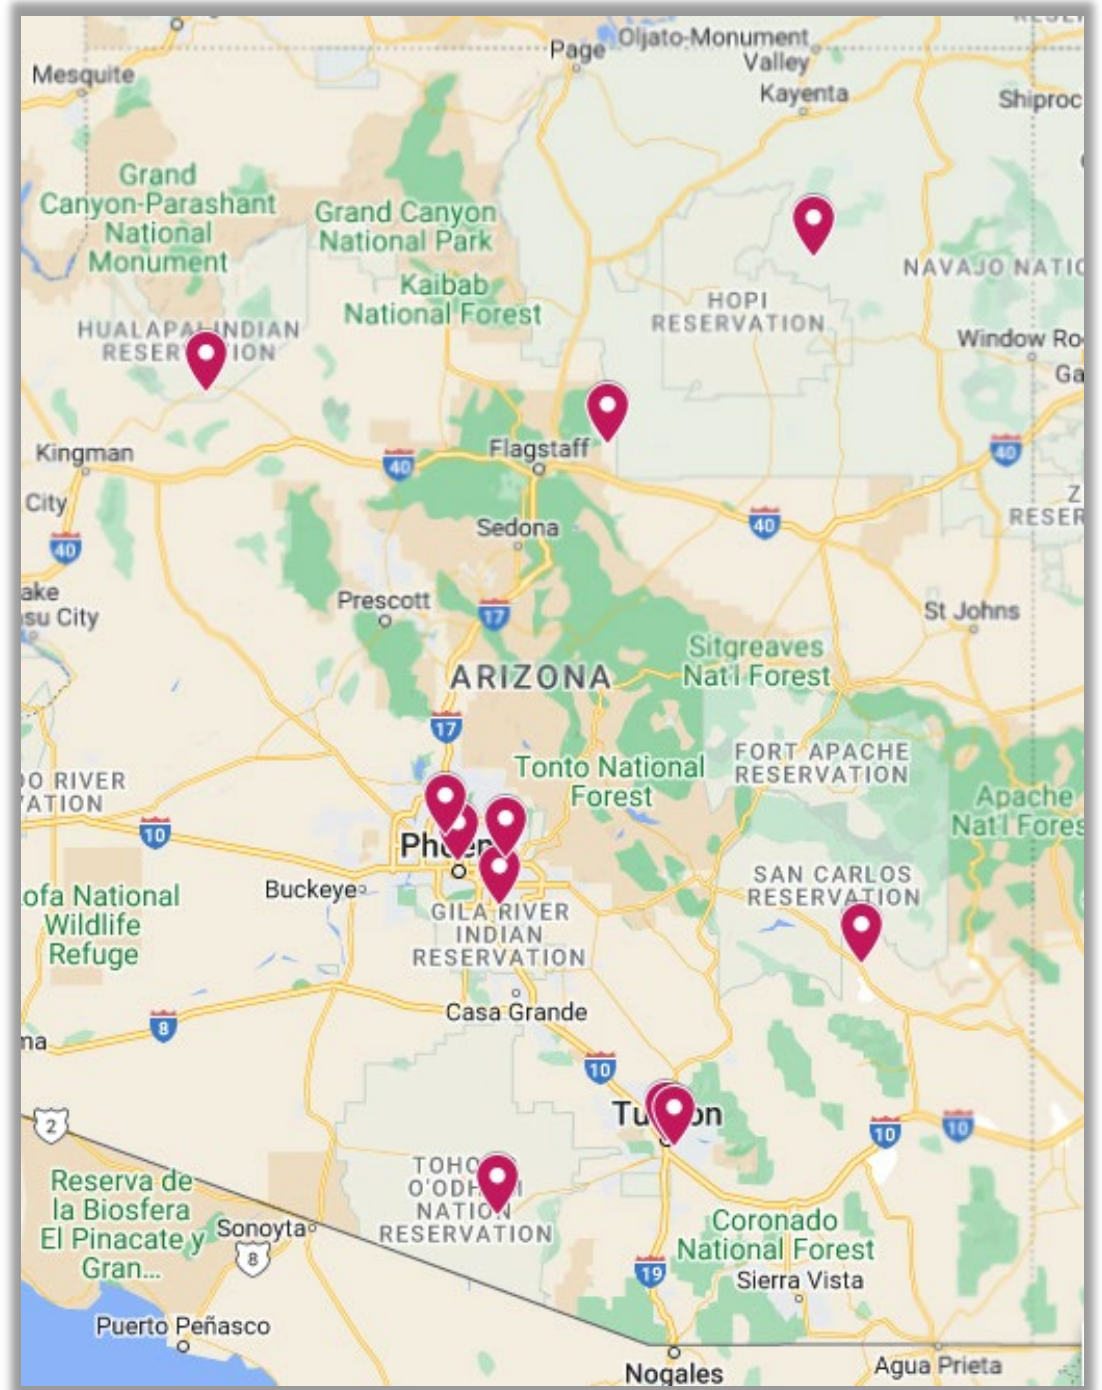 Page
Oljato-Monument
Valley
Mesquite
Kayenta
Shiproc
Grand
Canyon-Parashant
National
Monument
Grand Canyon
National Park
Kaibab
National Forest
NAVAJO NATIO
HOPI
RESERVATION
HUALAPAI INDIAN
RESER TION
Window Ro
Ga
Kingman
Flagstaff
40
40
City
Z
RESER
Sedona
40
40
ake
su City
Prescott
17
St Johns
Sitgreaves
Nat'l Forest
ARIZONA
17
FORT APACHE
RESERVATION
Tonto National
Forest
DO RIVER
ATION
Apache
Nat'l Fores
10
Ph en
SAN CARLOS
RESERVATION
Buckeye
ofa National
Wildlife
Refuge
GILA RIVER
INDIAN
RESERVATION
Casa Grande
8
ma
10
Tu on
2
10
10
TOHO
O'ODH I
NATION
RESERVATION
Reserva de
la Biosfera
El Pinacate y
Gran...
Sonoyta
8
Coronado
National Forest
19
Sierra Vista
Puerto Peñasco
Nogales
Agua Prieta